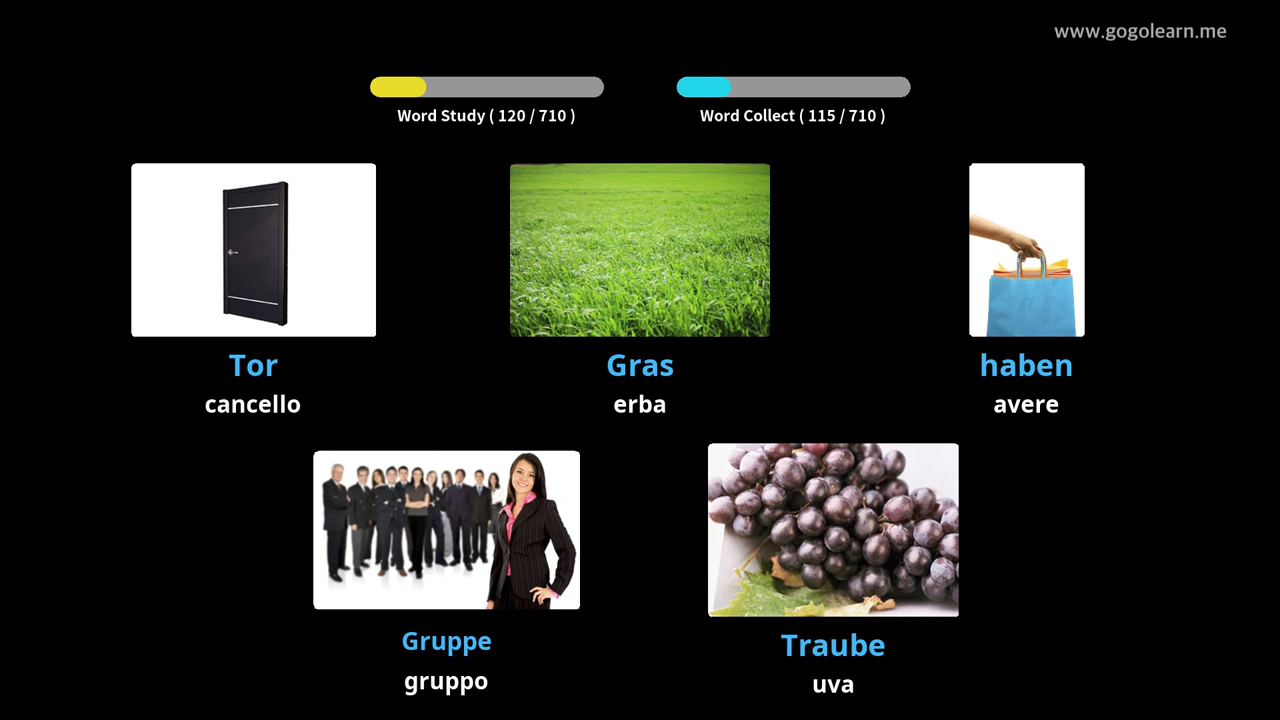 www.gogolearn.me
Word Study ( 120 / 710 )
Word Collect ( 115 / 710 )
Tor
cancello
Gras
erba
haben
avere
Gruppe
gruppo
Traube
uva